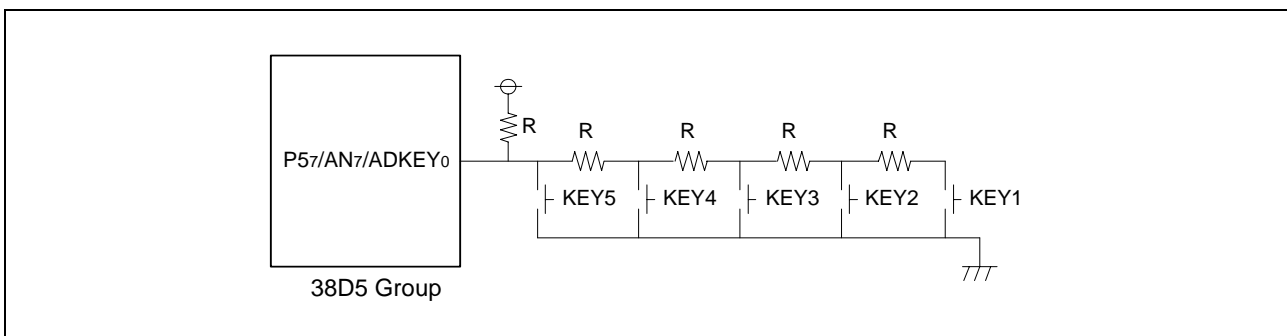 R
R R R R
P57/AN7/ADKEY0
KEY5 KEY4 KEY3 KEY2 KEY1
38D5 Group